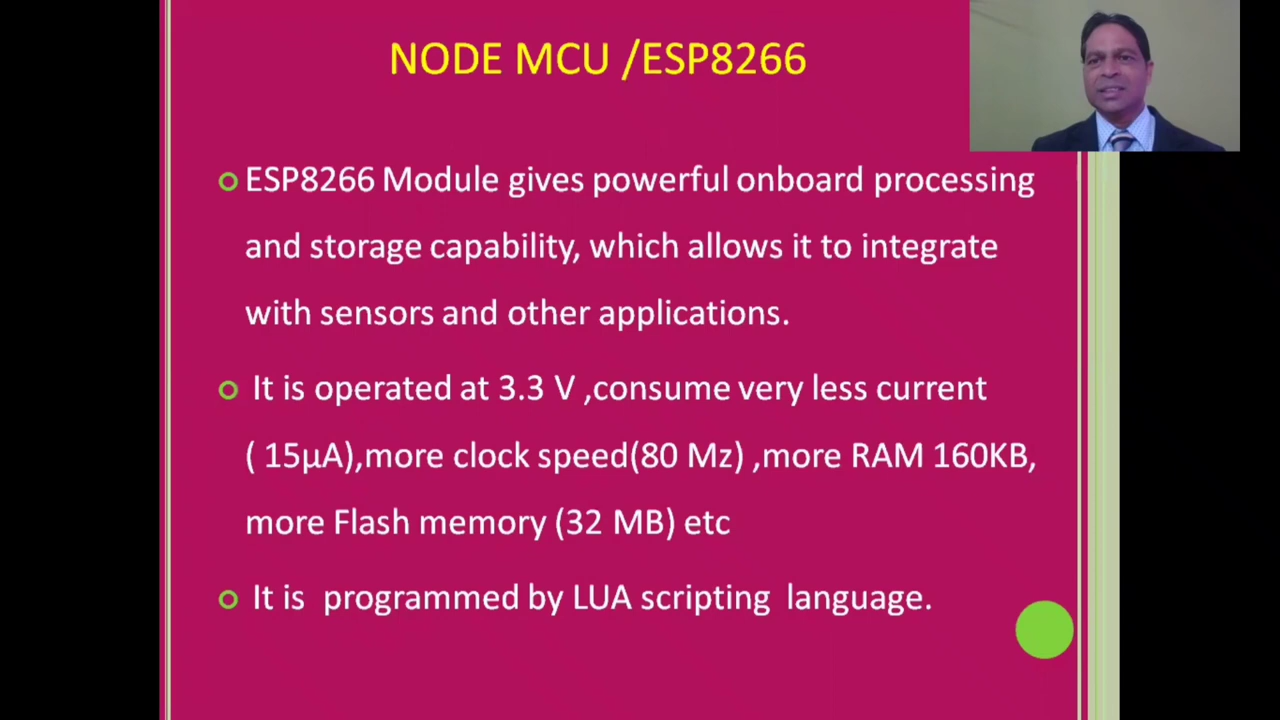 NODE MCU /ESP8266
ESP8266 Module gives powerful onboard processing
and storage capability, which allows it to integrate
with sensors and other applications.
It is operated at 3.3 V ,consume very less current
( 15µA),more clock speed(80 Mz) ,more RAM 160KB,
more Flash memory (32 MB) etc
It is programmed by LUA scripting language.